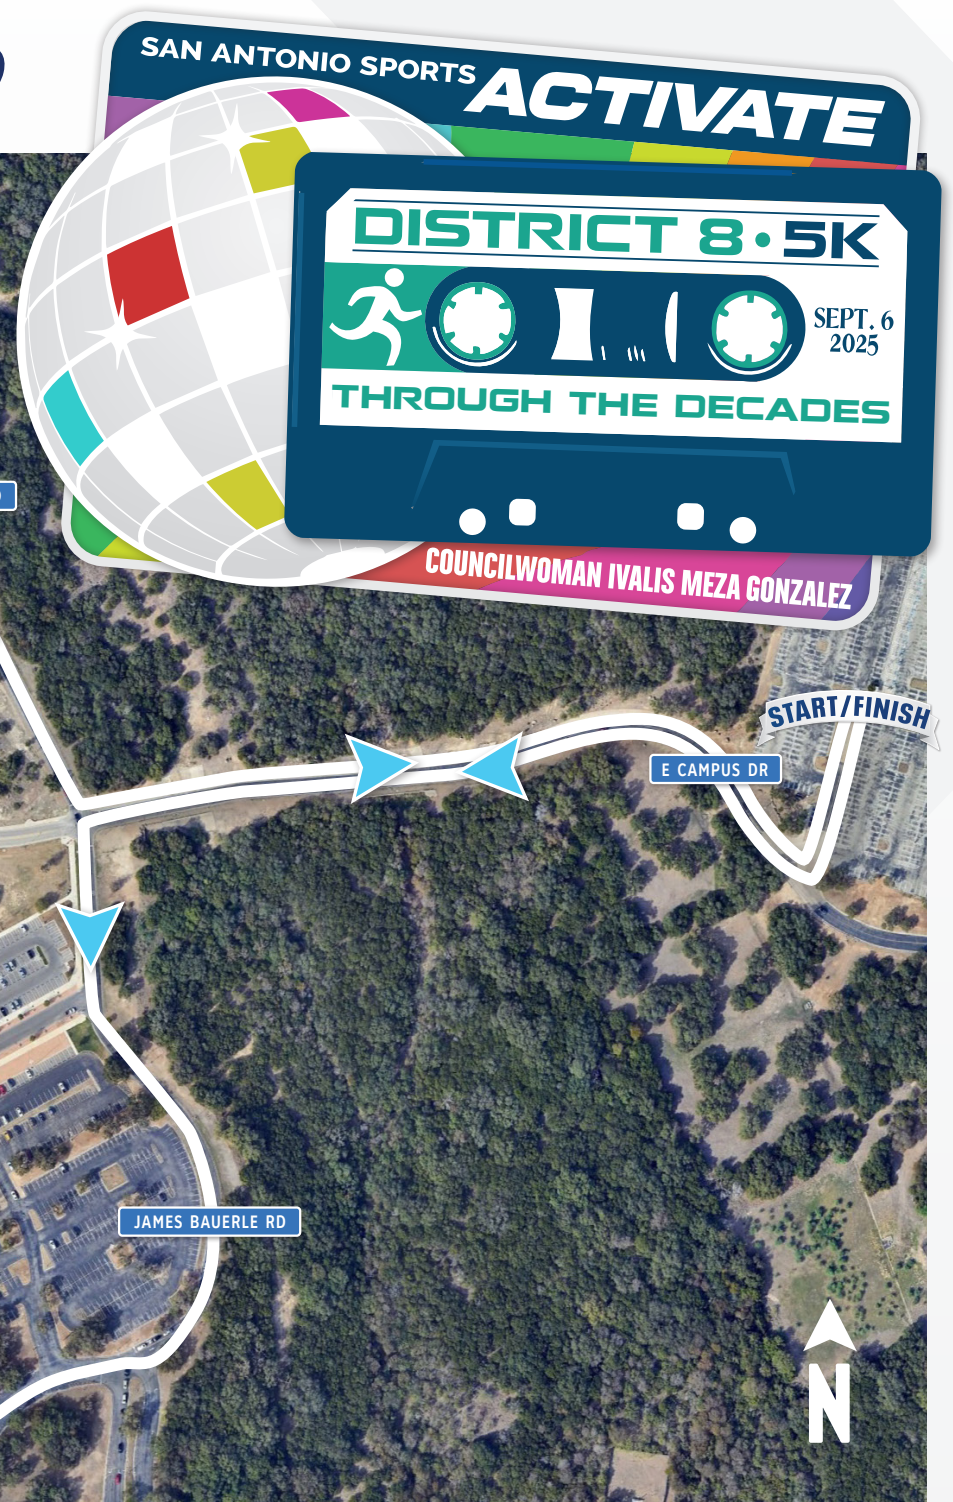 SAN ANTONIO SPORTS
ACTIVATE
DISTRICT 8 • 5K
SEPT. 6
2025
THROUGH THE DECADES
COUNCILWOMAN IVALIS MEZA GONZALEZ
START/FINISH
E CAMPUS DR
JAMES BAUERLE RD
N